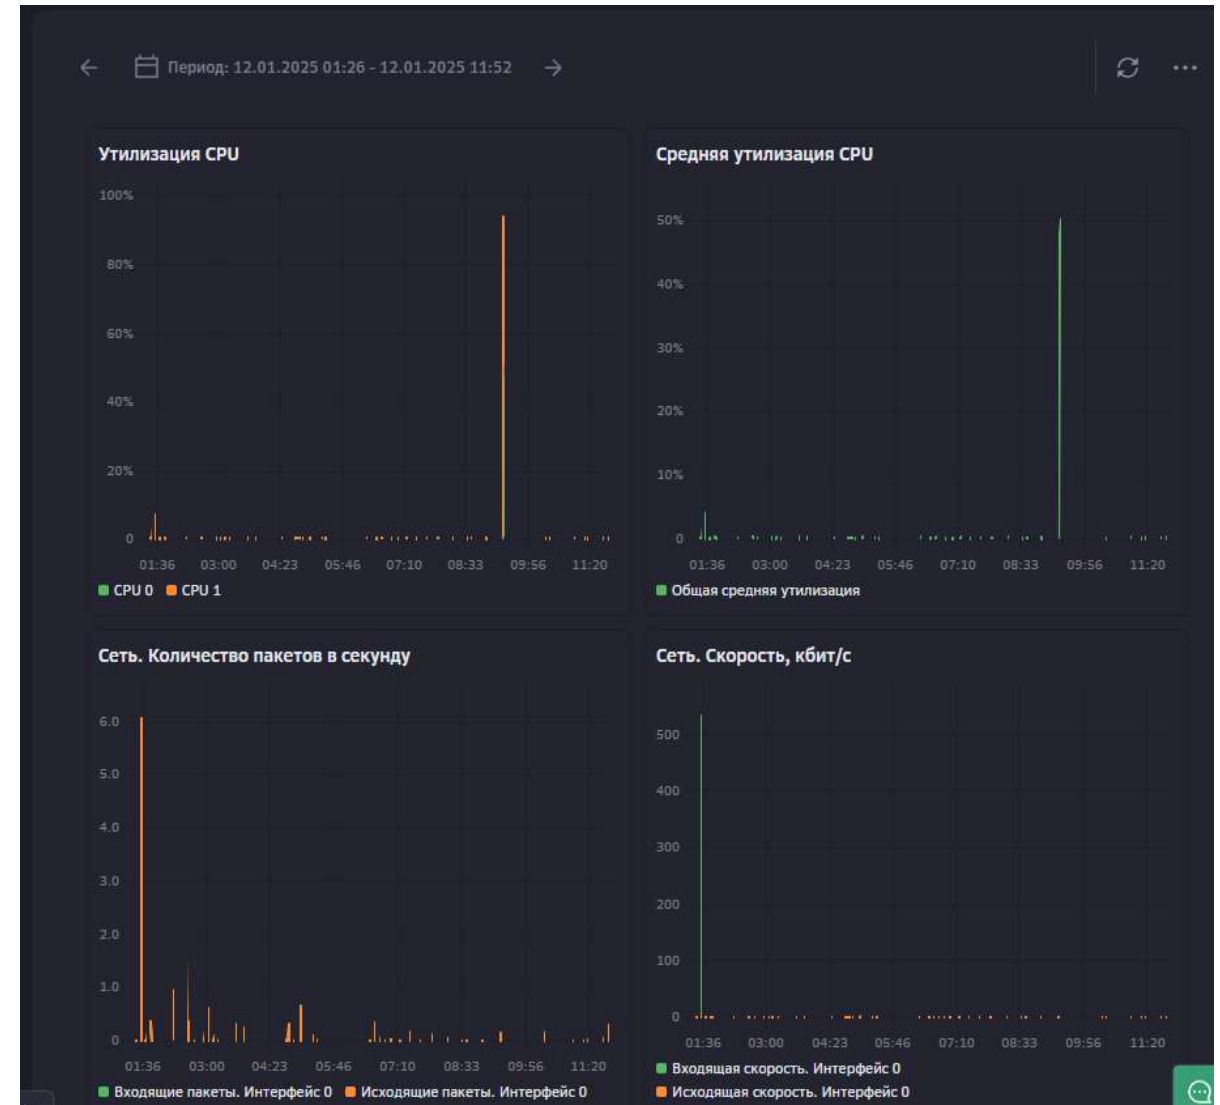 Период: 12.01.2025 01:26 - 12.01.2025 11:52
Утилизация CPU
100%
80%
60%
40%
20%
0
01:36 03:00 04:23 05:46 07:10 08:33 09:56 11:20
CPU 0 CPU 1
Средняя утилизация CPU
50%
40%
30%
20%
10%
0
01:36 03:00 04:23 05:46 07:10 08:33 09:56 11:20
Общая средняя утилизация
Сеть. Количество пакетов в секунду
6.0
5.0
4.0
3.0
2.0
1.0
0
01:36 03:00 04:23 05:46 07:10 08:33 09:56 11:20
Входящие пакеты. Интерфейс 0 Исходящие пакеты. Интерфейс 0
Сеть. Скорость, кбит/с
500
400
300
200
100
0
01:36 03:00 04:23 05:46 07:10 08:33 09:56 11:20
Входящая скорость. Интерфейс 0
Исходящая скорость. Интерфейс 0